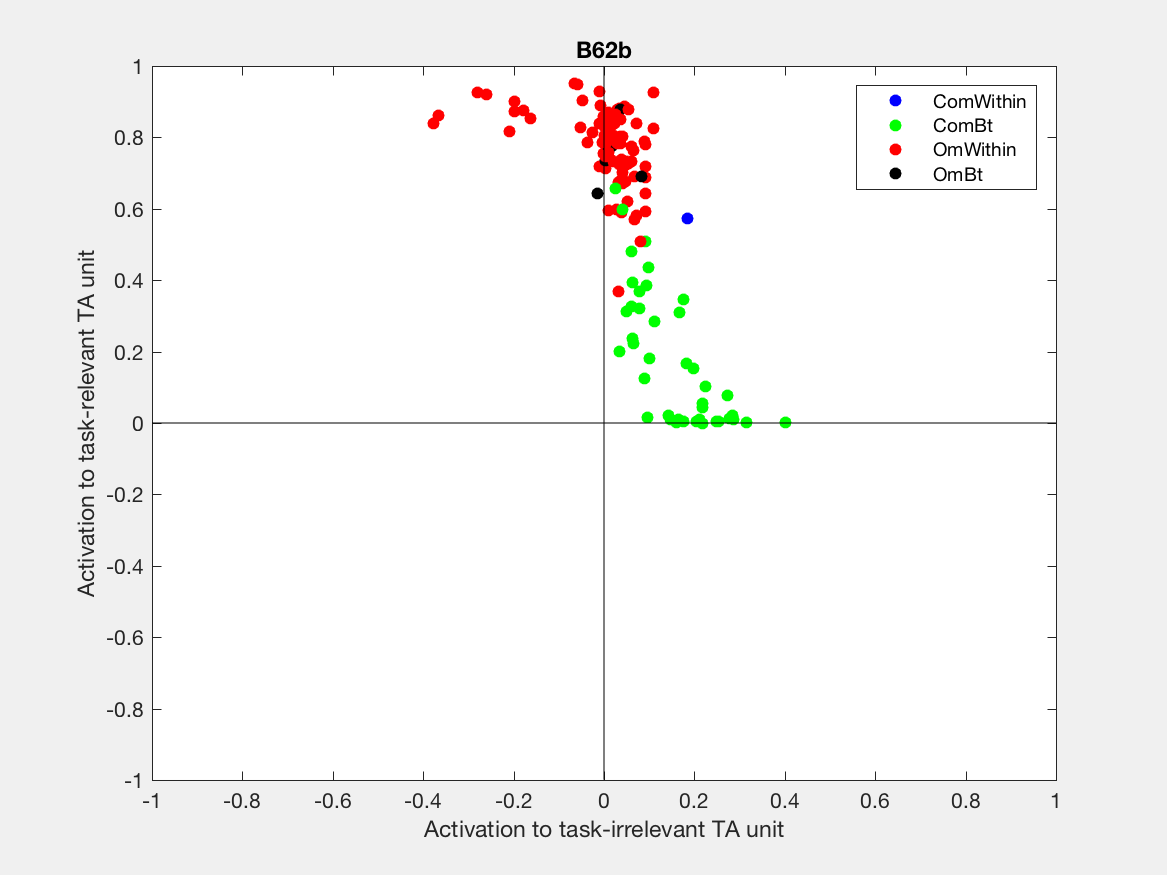 B62b
ComWithin
ComBt
OmWithin
OmBt
1
0.8
0.6
0.4
0.2
0
-0.2
-0.4
-0.6
-0.8
-1
Activation to task-relevant TA unit
-1 -0.8 -0.6 -0.4 -0.2 0 0.2 0.4 0.6 0.8 1
Activation to task-irrelevant TA unit